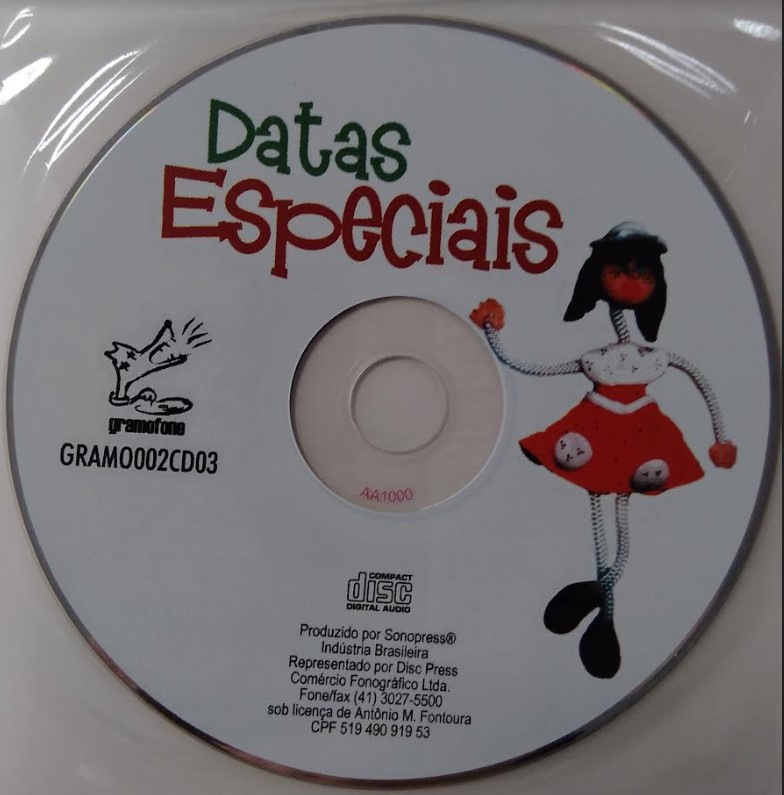 Datas
Especiais
gramofone
GRAMO002CD03
AA1000
COMPACT
disc
DIGITAL AUDIO
Produzido por Sonopress®
Indústria Brasileira
Representado por Disc Press
Comércio Fonográfico Ltda.
Fone/fax (41) 3027-5500
sob licença de Antônio M. Fontoura
CPF 519 490 919 53